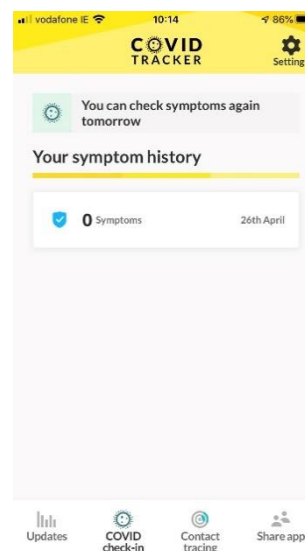 vodafone IE 10:14 86%
COVID
TRACKER
Setting
You can check symptoms again
tomorrow
Your symptom history
0 Symptoms 26th April
Updates COVID check-in Contact tracing Share app